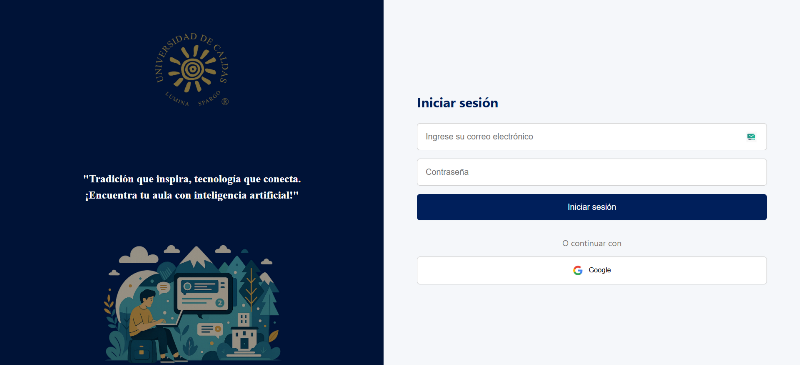 UNIVERSIDAD DE CALDAS
LUMINA SPARGO
®
"Tradición que inspira, tecnología que conecta.
¡Encuentra tu aula con inteligencia artificial!"
Iniciar sesión
Ingrese su correo electrónico
Contraseña
Iniciar sesión
O continuar con
Google